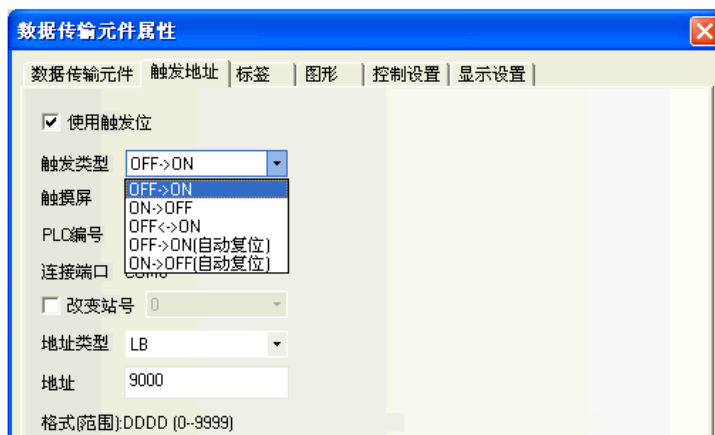 数据传输元件属性
数据传输元件 触发地址 标签 图形 控制设置 显示设置
使用触发位
触发类型 OFF->ON
触摸屏 OFF->ON
ON->OFF
PLC编号 OFF<->ON
OFF->ON(自动复位)
连接端口 ON->OFF(自动复位)
改变站号 0
地址类型 LB
地址 9000
格式(范围):DDDD (0--9999)